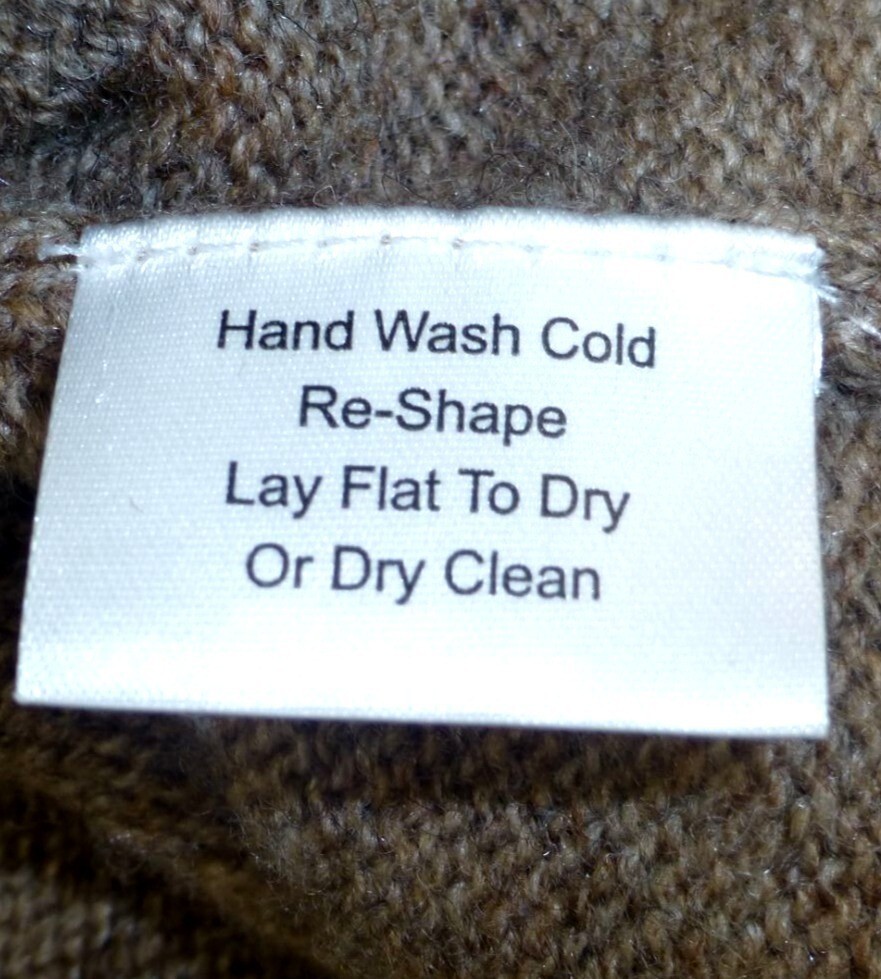 Hand Wash Cold
Re-Shape
Lay Flat To Dry
Or Dry Clean